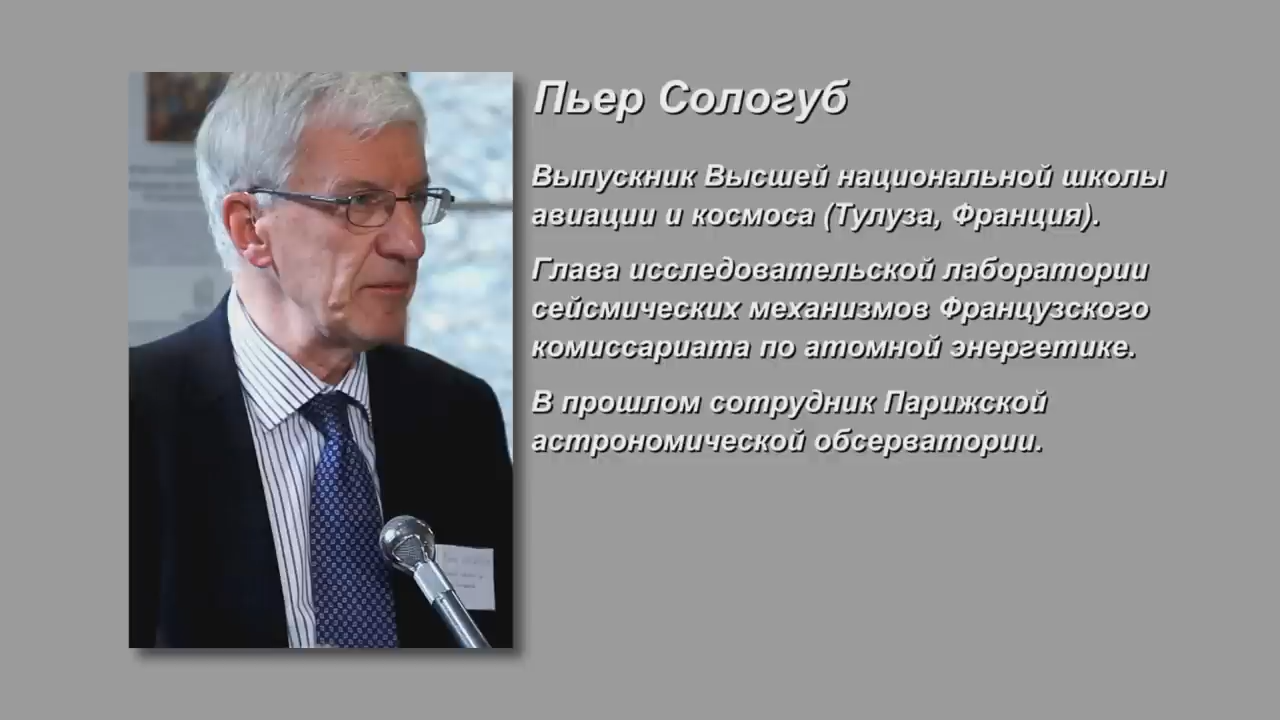 Пьер Сологуб
Выпускник Высшей национальной школы
авиации и космоса (Тулуза, Франция).
Глава исследовательской лаборатории
сейсмических механизмов Французского
комиссариата по атомной энергетике.
В прошлом сотрудник Парижской
астрономической обсерватории.